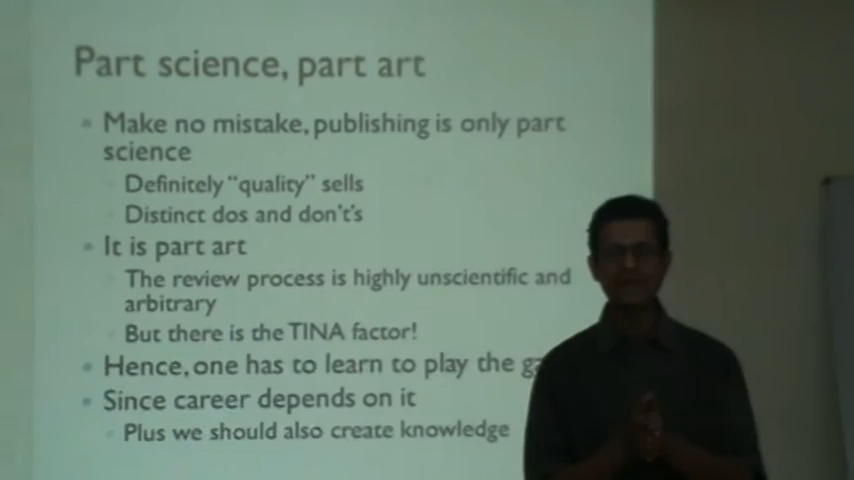 Part science, part art
Make no mistake, publishing is only part
science
Definitely "quality" sells
Distinct dos and don't's
It is part art
The review process is highly unscientific and
arbitrary
But there is the TINA factor!
Hence, one has to learn to play the
Since career depends on it
Plus we should also create knowledge